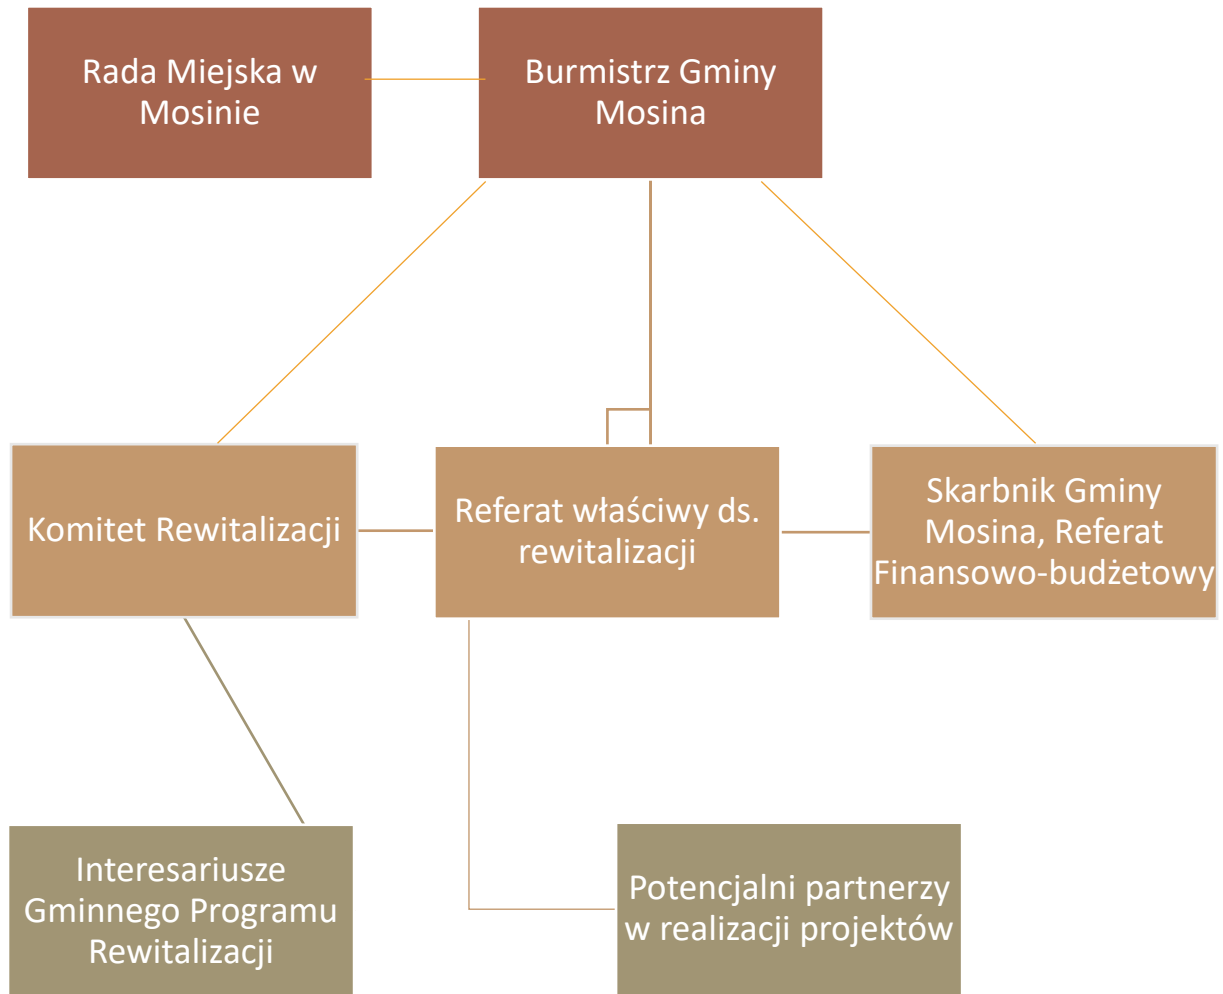 Rada Miejska w
Mosinie
Burmistrz Gminy
Mosina
Komitet Rewitalizacji
Referat właściwy ds.
rewitalizacji
Skarbnik Gminy
Mosina, Referat
Finansowo-budżetowy
Interesariusze
Gminnego Programu
Rewitalizacji
Potencjalni partnerzy
w realizacji projektów